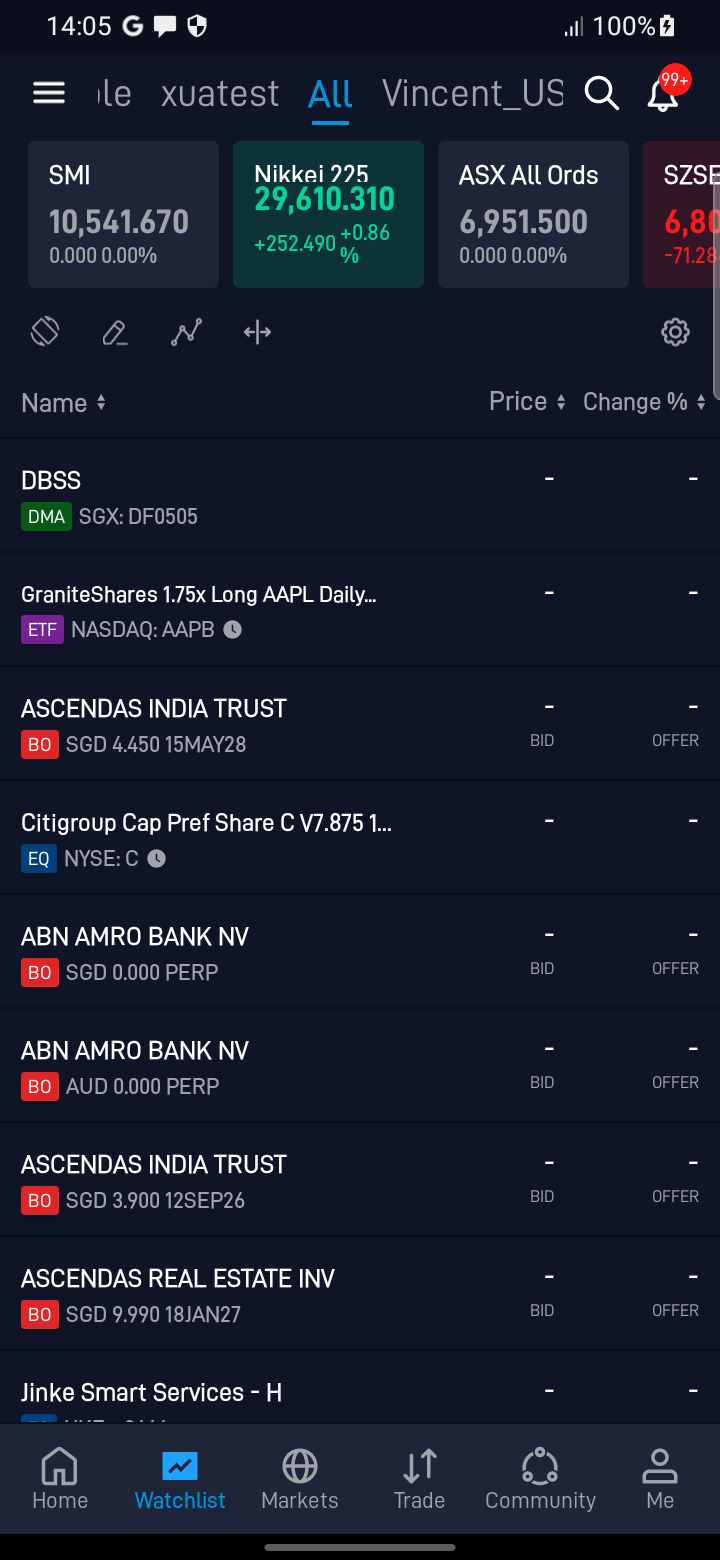 14:05 G 100%
ole xuatest All Vincent_US 99+
SMI
10,541.670
0.000 0.00%
Nikkei 225
29,610.310
+252.490 +0.86
%
ASX All Ords
6,951.500
0.000 0.00%
SZSE
6,80
-71.28
Name Price Change %
DBSS - -
DMA SGX: DF0505
GraniteShares 1.75x Long AAPL Daily... - -
ETF NASDAQ: AAPB
ASCENDAS INDIA TRUST - -
BO SGD 4.450 15MAY28 BID OFFER
Citigroup Cap Pref Share C V7.875 1... - -
EQ NYSE: C
ABN AMRO BANK NV - -
BO SGD 0.000 PERP BID OFFER
ABN AMRO BANK NV - -
BO AUD 0.000 PERP BID OFFER
ASCENDAS INDIA TRUST - -
BO SGD 3.900 12SEP26 BID OFFER
ASCENDAS REAL ESTATE INV - -
BO SGD 9.990 18JAN27 BID OFFER
Jinke Smart Services - H - -
Home Watchlist Markets Trade Community Me